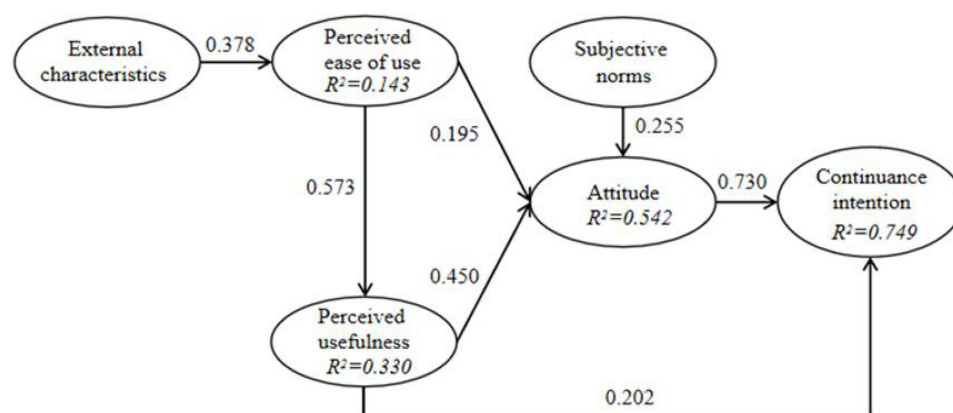 External
characteristics
0.378
Perceived
ease of use
R²=0.143
Subjective
norms
0.195
0.255
0.573
Attitude
R²=0.542
0.730
Continuance
intention
R²=0.749
0.450
Perceived
usefulness
R²=0.330
0.202